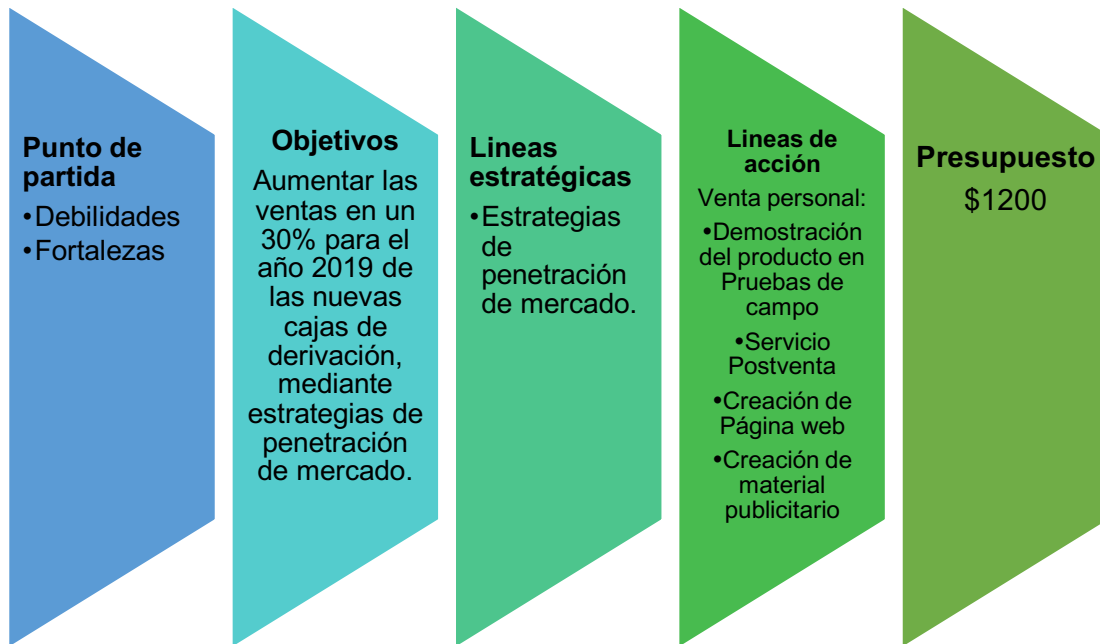 Punto de
partida
•Debilidades
•Fortalezas
Objetivos
Aumentar las
ventas en un
30% para el
año 2019 de
las nuevas
cajas de
derivación,
mediante
estrategias de
penetración
de mercado.
Lineas
estratégicas
•Estrategias
de
penetración
de mercado.
Lineas de
acción
Venta personal:
•Demostración
del producto en
Pruebas de
campo
•Servicio
Postventa
•Creación de
Página web
•Creación de
material
publicitario
Presupuesto
$1200